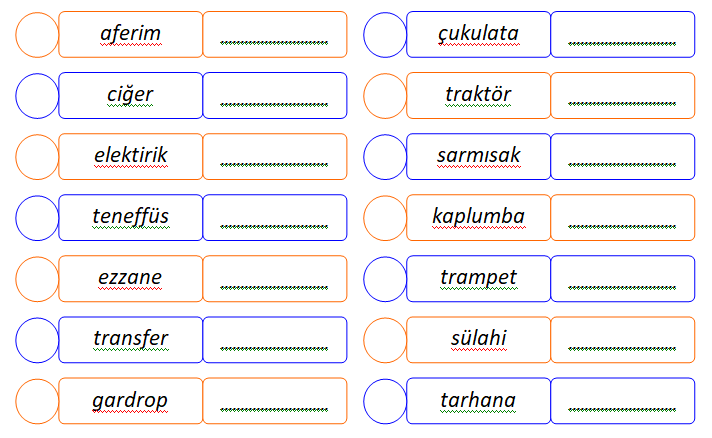 aferim
çukulata
ciğer
traktör
elektirik
sarmısak
teneffüs
kaplumba
ezzane
trampet
transfer
sülahi
gardrop
tarhana